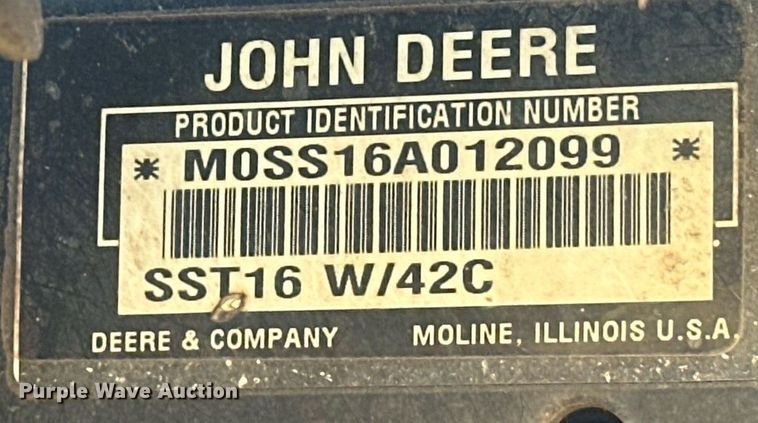 JOHN DEERE
PRODUCT IDENTIFICATION NUMBER
* M0SS16A012099 *
SST16 W/42C
DEERE & COMPANY MOLINE, ILLINOIS U.S.A.
Purple Wave Auction